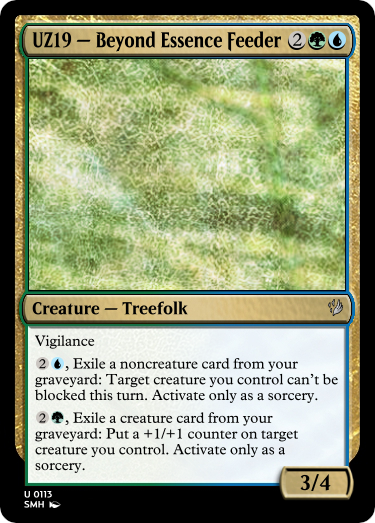 UZ19 — Beyond Essence Feeder 2
Creature — Treefolk
Vigilance
2, Exile a noncreature card from your
graveyard: Target creature you control can't be
blocked this turn. Activate only as a sorcery.
2, Exile a creature card from your
graveyard: Put a +1/+1 counter on target
creature you control. Activate only as a
sorcery.
3/4
U 0113
SMH